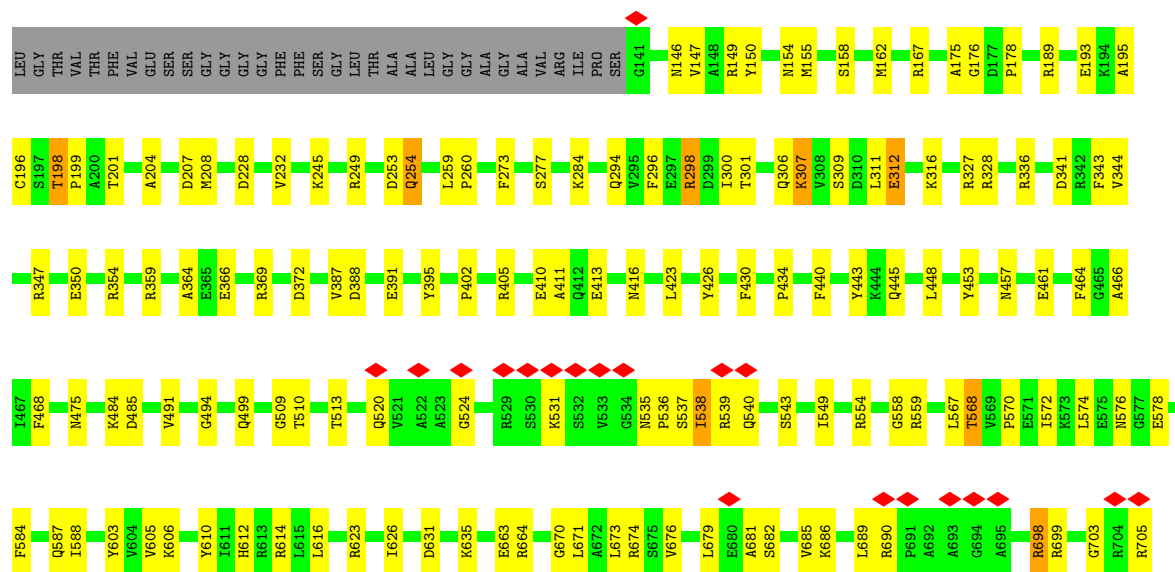 LEU GLY THR VAL THR PHE VAL GLU SER SER GLY GLY GLY GLY PHE PHE SER GLY LEU THR ALA ALA LEU GLY GLY ALA GLY ALA VAL ARG ILE PRO SER G141 N146 V147 A148 R149 Y150 N154 M155 S158 M162 R167 A175 G176 D177 P178 R189 E193 K194 A195
C196 S197 T198 P199 A200 T201 A204 D207 M208 D228 V232 K245 R249 D253 Q254 L259 P260 F273 S277 K284 Q294 V295 F296 E297 R298 D299 I300 T301 Q306 K307 V308 S309 D310 L311 E312 K316 R327 R328 R336 D341 R342 F343 V344
R347 E350 R354 R359 A364 E365 E366 R369 D372 V387 D388 E391 Y395 P402 R405 E410 A411 Q412 E413 N416 L423 Y426 F430 P434 F440 Y443 K444 Q445 L448 Y453 N457 E461 F464 G465 A466
I467 F468 N475 K484 D485 V491 G494 Q499 G509 T510 T513 Q520 V521 A522 A523 G524 R529 S530 K531 S532 V533 G534 N535 P536 S537 I538 R539 Q540 S543 I549 R554 G558 R559 L567 T568 V569 P570 E571 I572 K573 L574 E575 N576 G577 E578
F584 Q587 I588 Y603 V604 V605 K606 Y610 I611 H612 R613 R614 L615 L616 R623 I626 D631 K635 E663 R664 G670 L671 A672 L673 R674 S675 V676 L679 E680 A681 S682 V685 K686 L689 R690 P691 A692 A693 G694 A695 R698 R699 G703 R704 R705